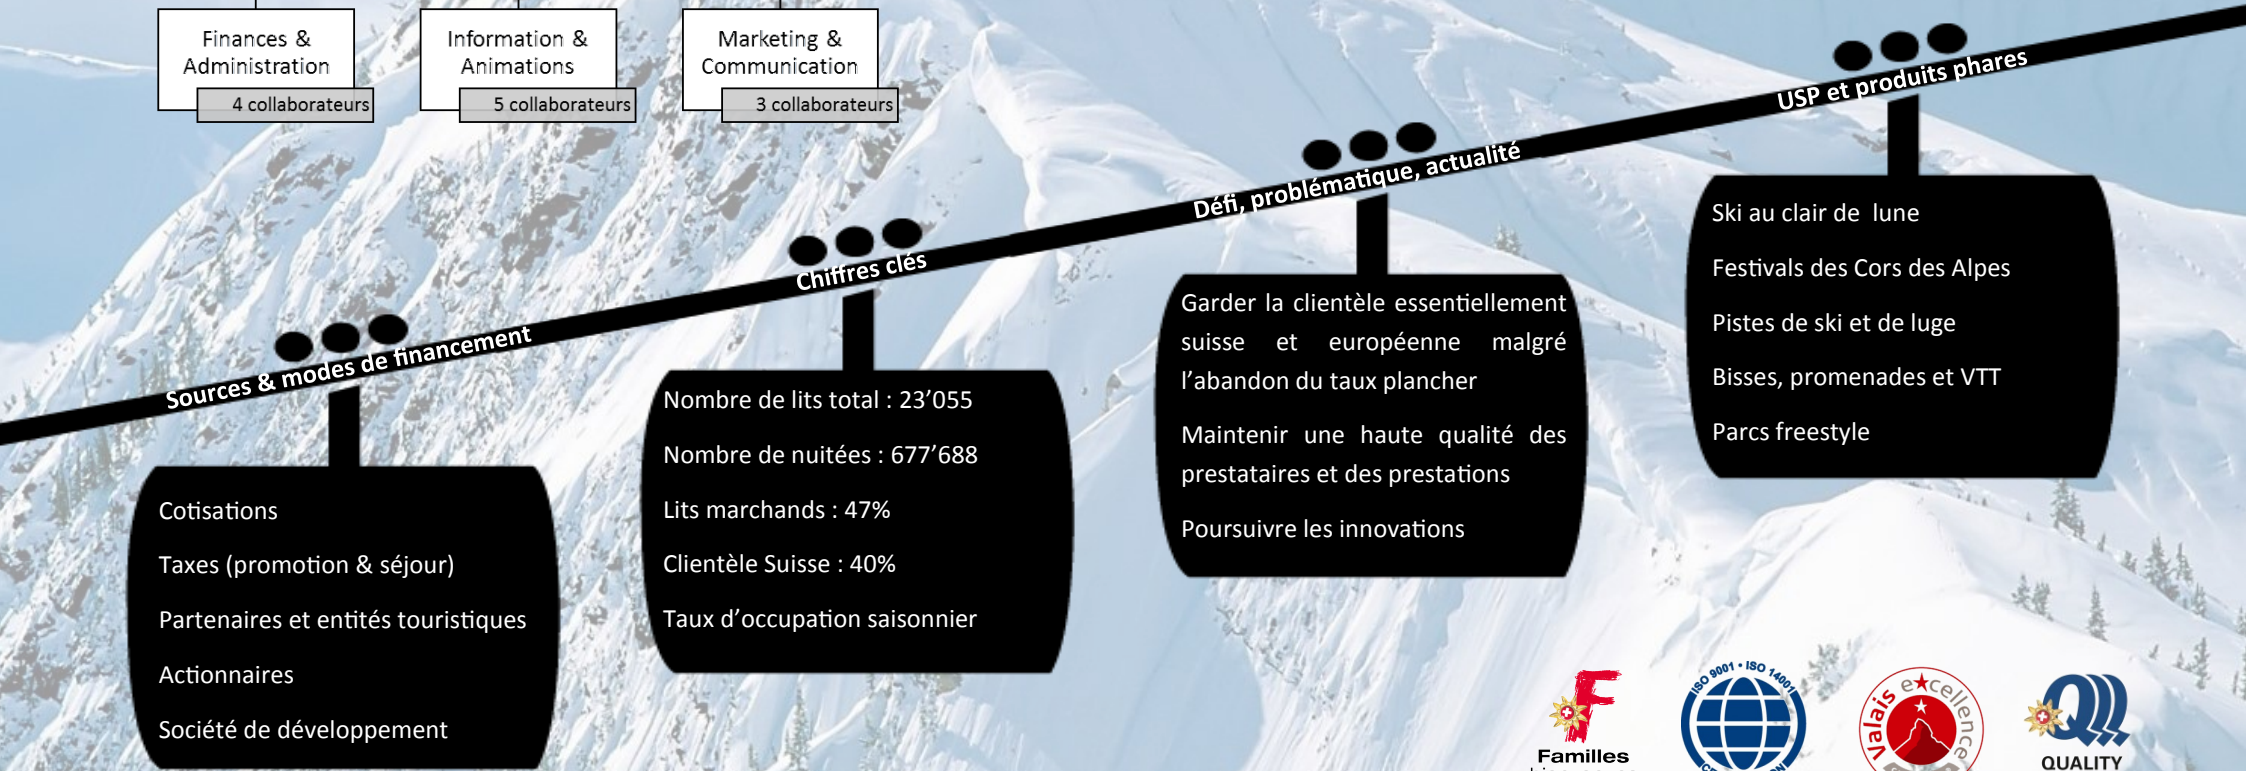 Finances &
Administration
4 collaborateurs
Information &
Animations
5 collaborateurs
Marketing &
Communication
3 collaborateurs
Sources & modes de financement
Cotisations
Taxes (promotion & séjour)
Partenaires et entités touristiques
Actionnaires
Société de développement
Chiffres clés
Nombre de lits total : 23’055
Nombre de nuitées : 677’688
Lits marchands : 47%
Clientèle Suisse : 40%
Taux d’occupation saisonnier
Défi, problématique, actualité
Garder la clientèle essentiellement
suisse et européenne malgré
l’abandon du taux plancher
Maintenir une haute qualité des
prestataires et des prestations
Poursuivre les innovations
USP et produits phares
Ski au clair de lune
Festivals des Cors des Alpes
Pistes de ski et de luge
Bisses, promenades et VTT
Parcs freestyle
F
Familles
ISO 9001 • ISO 14001
Valais excellence
QUALITY